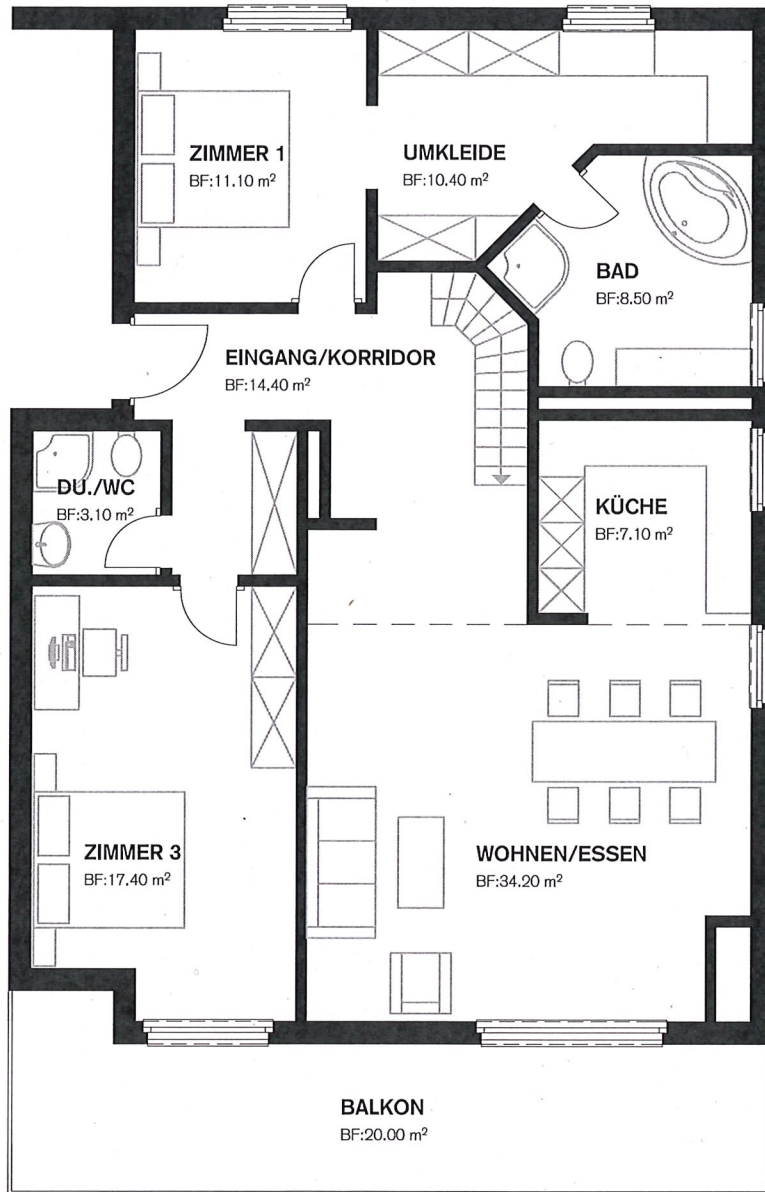 ZIMMER 1
BF:11.10 m²
UMKLEIDE
BF:10.40 m²
BAD
BF:8.50 m²
EINGANG/KORRIDOR
BF:14.40 m²
DU./WC
BF:3.10 m²
KÜCHE
BF:7.10 m²
ZIMMER 3
BF:17.40 m²
WOHNEN/ESSEN
BF:34.20 m²
BALKON
BF:20.00 m²